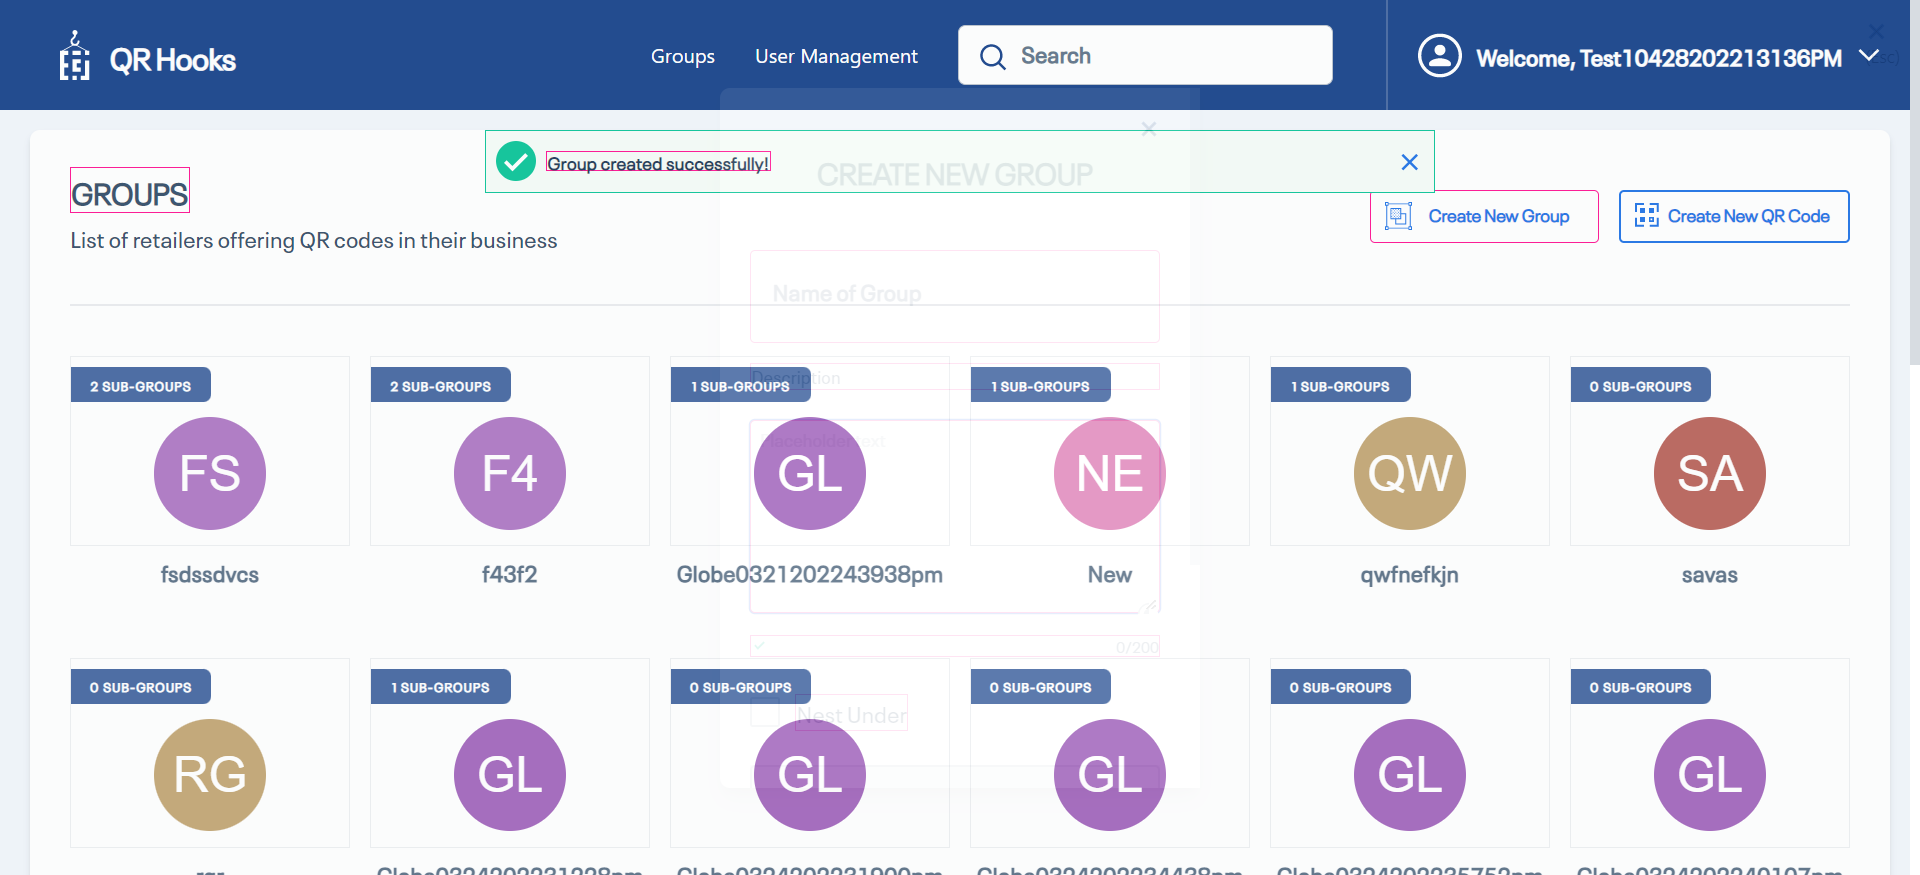 QR Hooks
Groups
User Management
Search
Welcome, Test10428202213136PM
Group created successfully!
CREATE NEW GROUP
GROUPS
List of retailers offering QR codes in their business
Create New Group
Create New QR Code
Name of Group
Description
2 SUB-GROUPS
2 SUB-GROUPS
1 SUB-GROUPS
1 SUB-GROUPS
1 SUB-GROUPS
0 SUB-GROUPS
FS
F4
GL
NE
QW
SA
fsdssdvcs
f43f2
Globe0321202243938pm
New
qwfnefkjn
savas
0/200
0 SUB-GROUPS
1 SUB-GROUPS
0 SUB-GROUPS
0 SUB-GROUPS
0 SUB-GROUPS
0 SUB-GROUPS
Nest Under
RG
GL
GL
GL
GL
GL